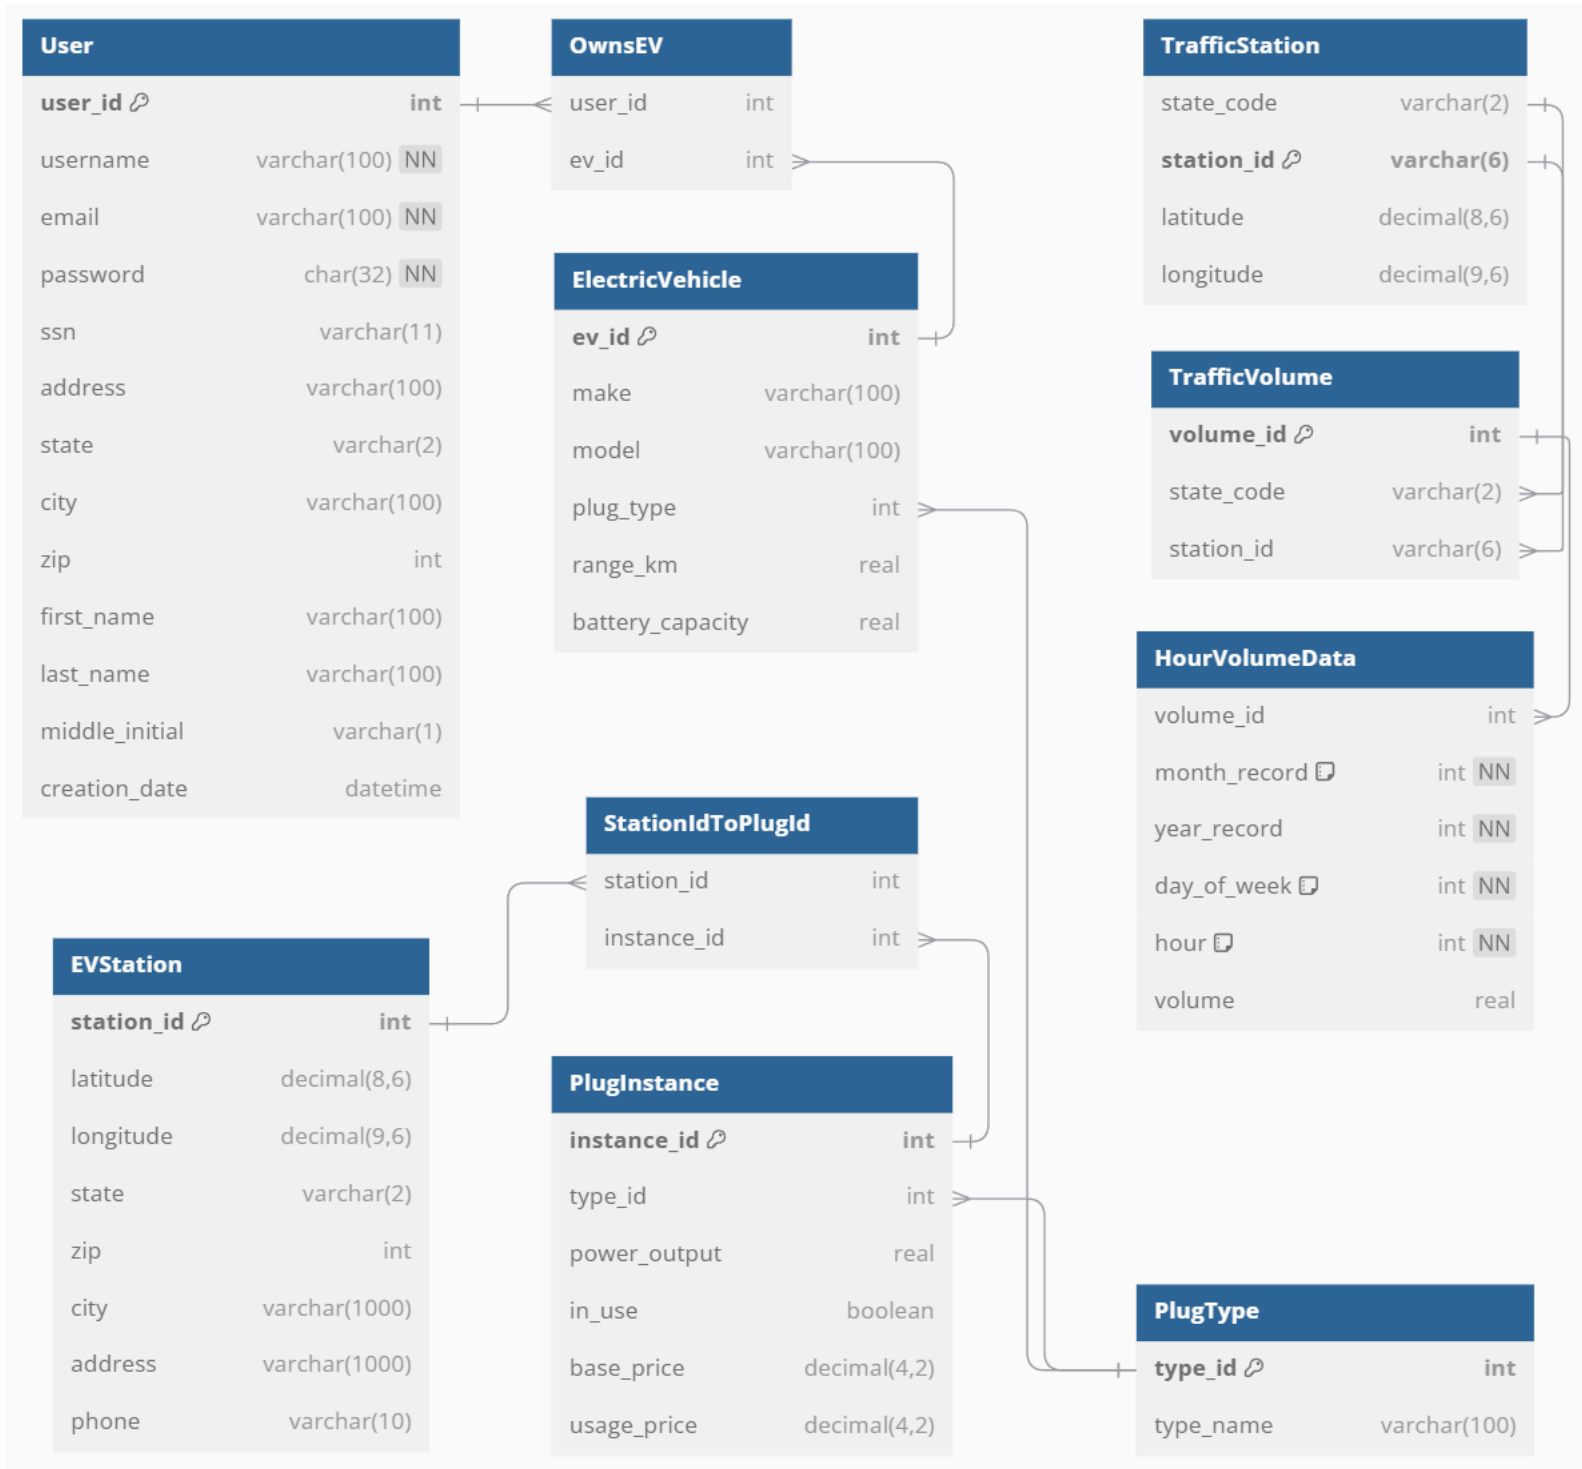 User
user_id int
username varchar(100) NN
email varchar(100) NN
password char(32) NN
ssn varchar(11)
address varchar(100)
state varchar(2)
city varchar(100)
zip int
first_name varchar(100)
last_name varchar(100)
middle_initial varchar(1)
creation_date datetime
OwnsEV
user_id int
ev_id int
ElectricVehicle
ev_id int
make varchar(100)
model varchar(100)
plug_type int
range_km real
battery_capacity real
TrafficStation
state_code varchar(2)
station_id varchar(6)
latitude decimal(8,6)
longitude decimal(9,6)
TrafficVolume
volume_id int
state_code varchar(2)
station_id varchar(6)
HourVolumeData
volume_id int
month_record int NN
year_record int NN
day_of_week int NN
hour int NN
volume real
StationIdToPlugId
station_id int
instance_id int
EVStation
station_id int
latitude decimal(8,6)
longitude decimal(9,6)
state varchar(2)
zip int
city varchar(1000)
address varchar(1000)
phone varchar(10)
PlugInstance
instance_id int
type_id int
power_output real
in_use boolean
base_price decimal(4,2)
usage_price decimal(4,2)
PlugType
type_id int
type_name varchar(100)